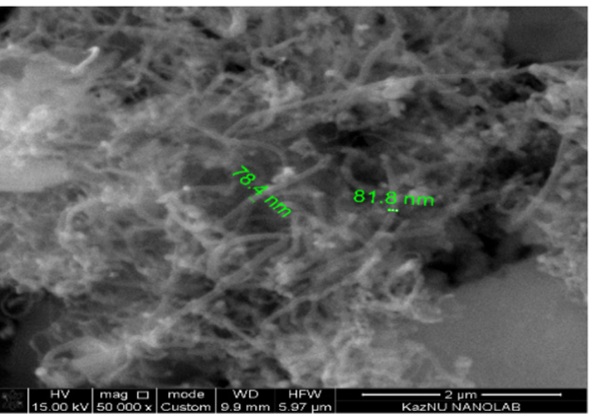 78.4 nm
81.8 nm
HV mag □ mode WD HFW 2 µm
15.00 kV 50 000 x Custom 9.9 mm 5.97 µm KazNU NANOLAB